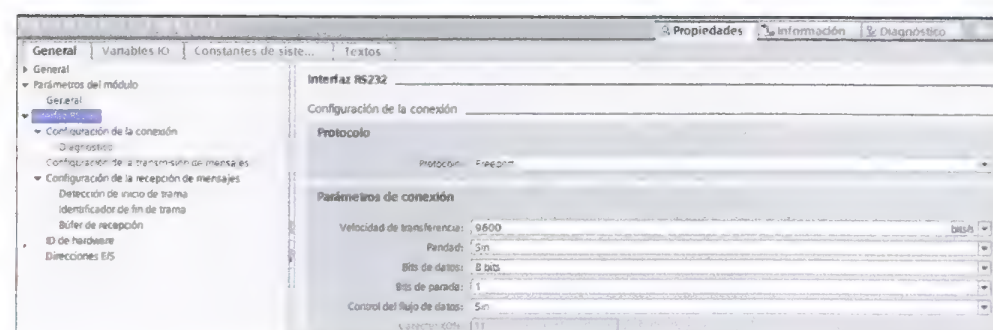 Propiedades Información Diagnóstico
General Variables IO Constantes de siste... Textos
General
Parámetros del módulo
General
Configuración de la conexión
Diagnóstico
Configuración de la transmisión de mensajes
Configuración de la recepción de mensajes
Detección de inicio de trama
Identificador de fin de trama
Búfer de recepción
ID de hardware
Direcciones E/S
Interfaz RS232
Configuración de la conexión
Protocolo
Protocolo: Freeport
Parámetros de conexión
Velocidad de transferencia: 9600 bits/s
Paridad: Sin
Bits de datos: 8 bits
Bits de parada: 1
Control del flujo de datos: Sin